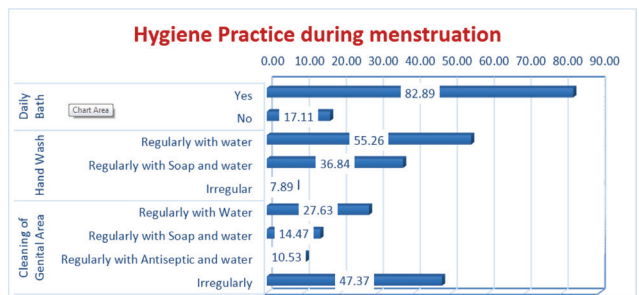 Hygiene Practice during menstruation
0.00 10.00 20.00 30.00 40.00 50.00 60.00 70.00 80.00 90.00
Daily
Bath
Chart Area
Yes 82.89
No 17.11
Hand Wash
Regularly with water 55.26
Regularly with Soap and water 36.84
Irregular 7.89
Cleaning of
Genital Area
Regularly with Water 27.63
Regularly with Soap and water 14.47
Regularly with Antiseptic and water 10.53
Irregularly 47.37